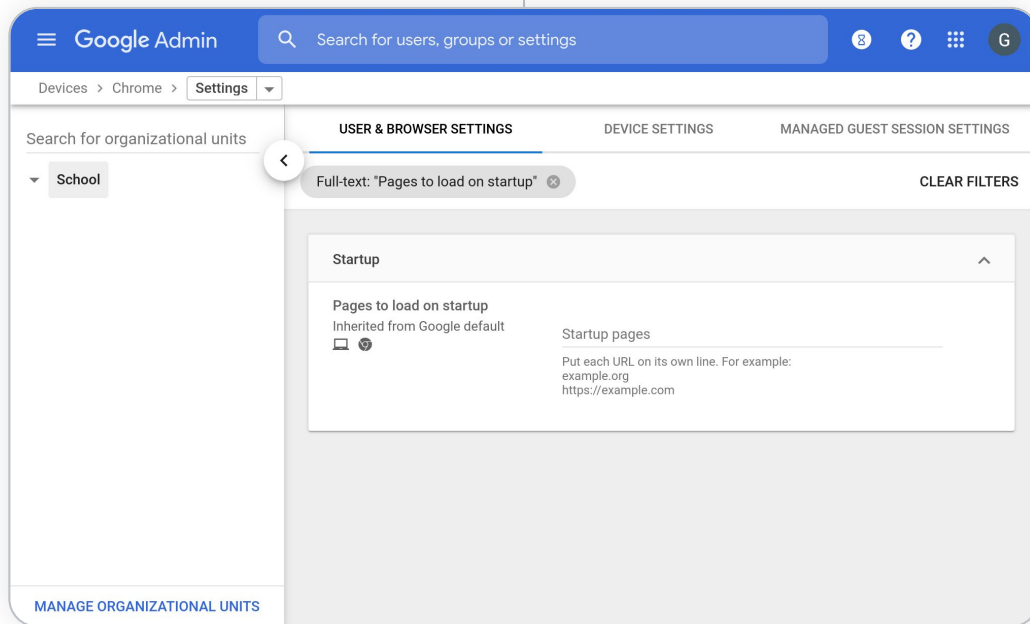 Google Admin
Search for users, groups or settings
G
Devices > Chrome > Settings
Search for organizational units
School
USER & BROWSER SETTINGS
DEVICE SETTINGS
MANAGED GUEST SESSION SETTINGS
Full-text: "Pages to load on startup"
CLEAR FILTERS
Startup
Pages to load on startup
Inherited from Google default
Startup pages
Put each URL on its own line. For example:
example.org
https://example.com
MANAGE ORGANIZATIONAL UNITS